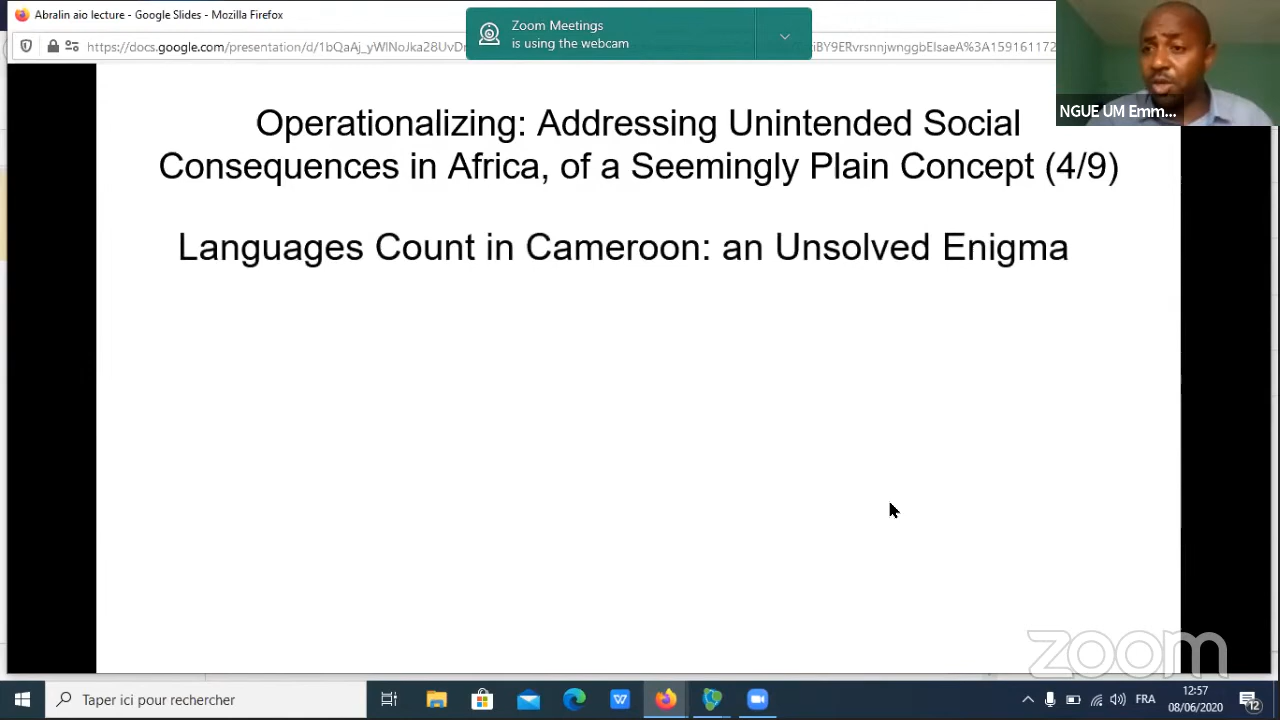 Abralin aio lecture - Google Slides - Mozilla Firefox
Zoom Meetings
is using the webcam
https://docs.google.com/presentation/d/
NGUE UM Emm...
Operationalizing: Addressing Unintended Social
Consequences in Africa, of a Seemingly Plain Concept (4/9)
Languages Count in Cameroon: an Unsolved Enigma
zoom
Taper ici pour rechercher
FRA
12:57
08/06/2020
12